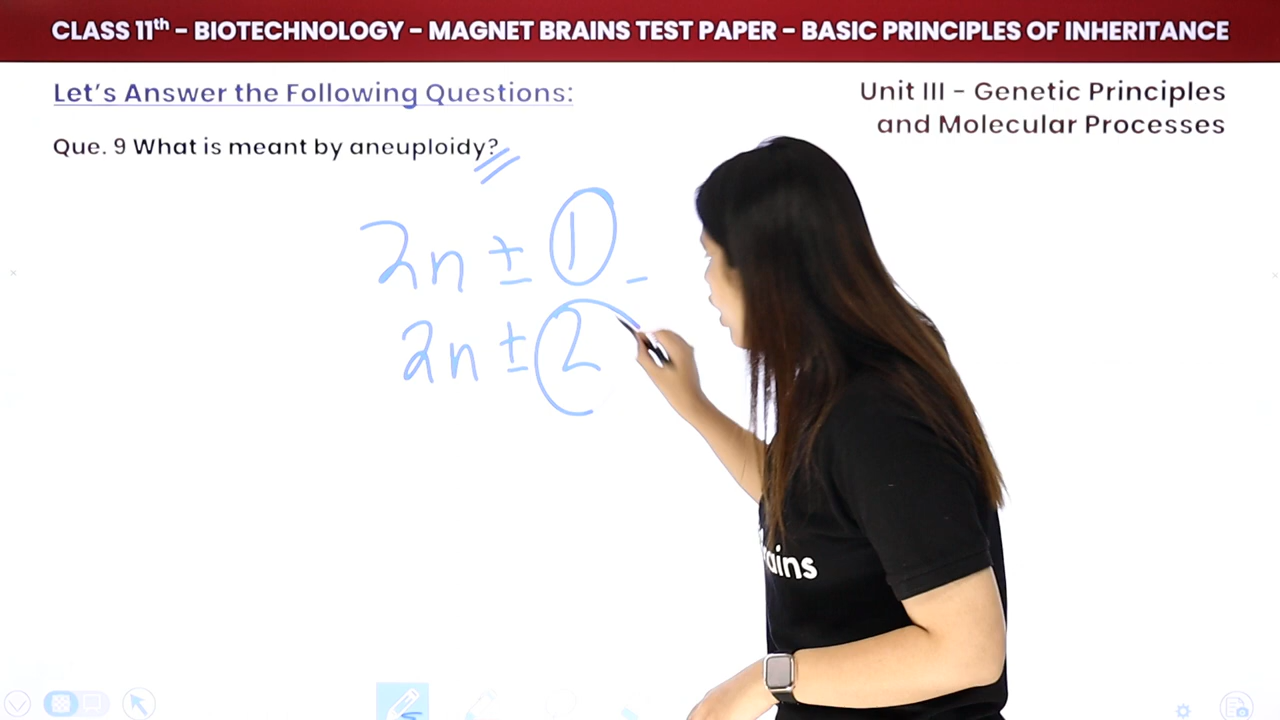 CLASS 11th - BIOTECHNOLOGY - MAGNET BRAINS TEST PAPER - BASIC PRINCIPLES OF INHERITANCE
Let's Answer the Following Questions:
Unit III - Genetic Principles
and Molecular Processes
Que. 9 What is meant by aneuploidy?
2n ± 1
2n ± 2